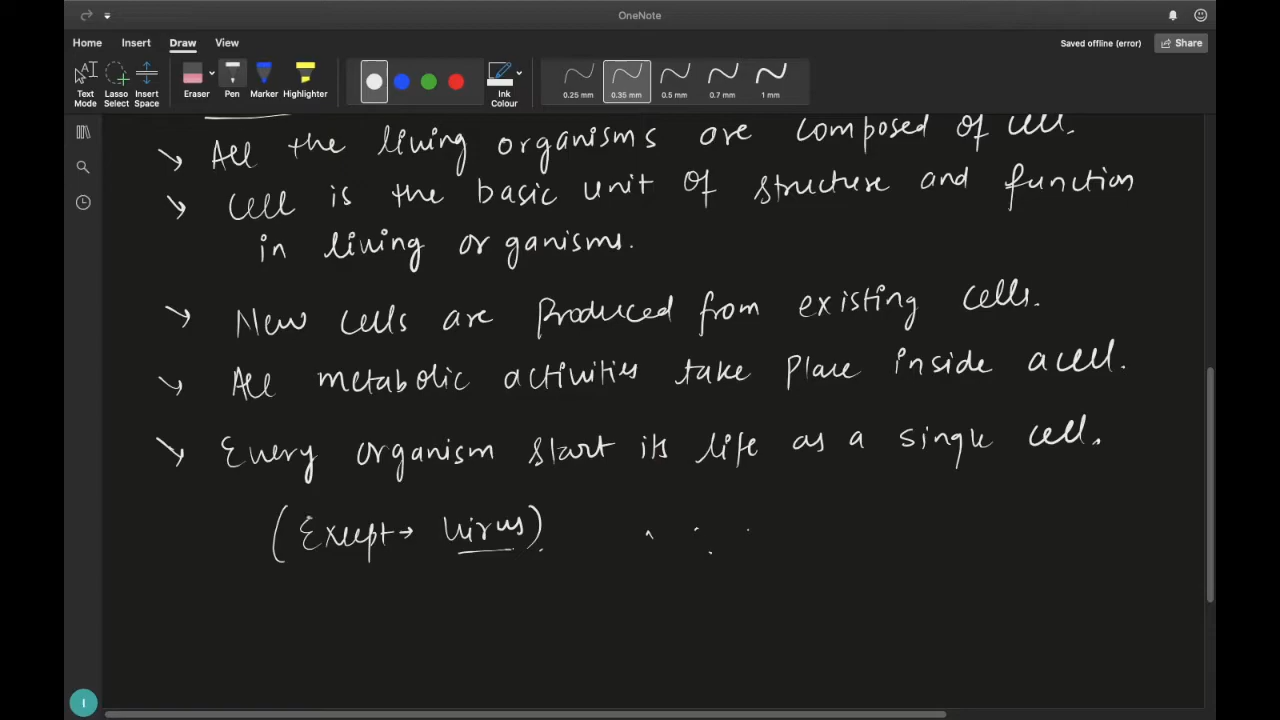 OneNote
Home Insert Draw View
Saved offline (error) Share
Text Mode Lasso Select Insert Space Eraser Pen Marker Highlighter Ink Colour 0.25 mm 0.35 mm 0.5 mm 0.7 mm 1 mm
→ All the living organisms are composed of cell.
→ Cell is the basic unit of structure and function
in living organisms.
→ New cells are produced from existing cells.
→ All metabolic activities take place inside a cell.
→ Every organism start its life as a single cell.
(Except → Virus)
I